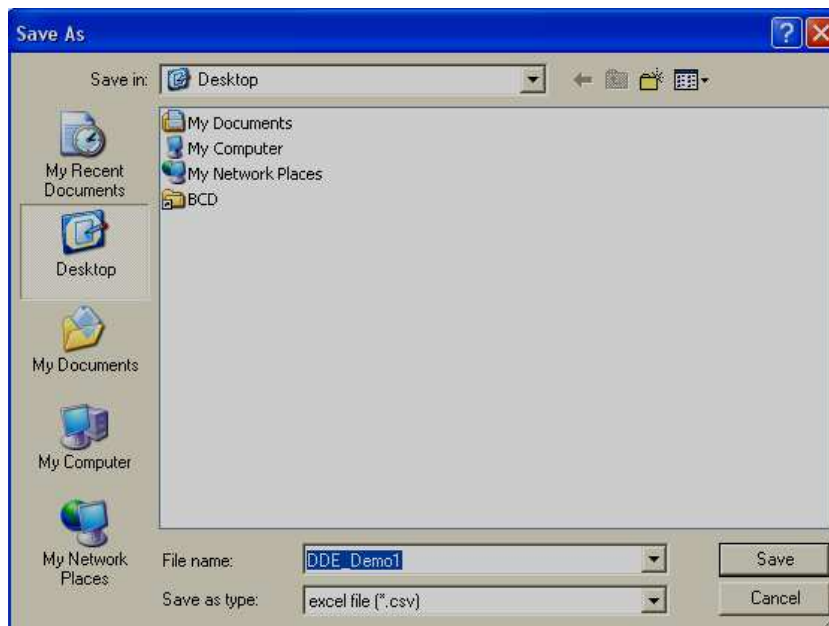 Save As
Save in:
Desktop
My Recent
Documents
Desktop
My Documents
My Computer
My Network
Places
My Documents
My Computer
My Network Places
BCD
File name:
DDE_Demo1
Save
Save as type:
excel file (*.csv)
Cancel